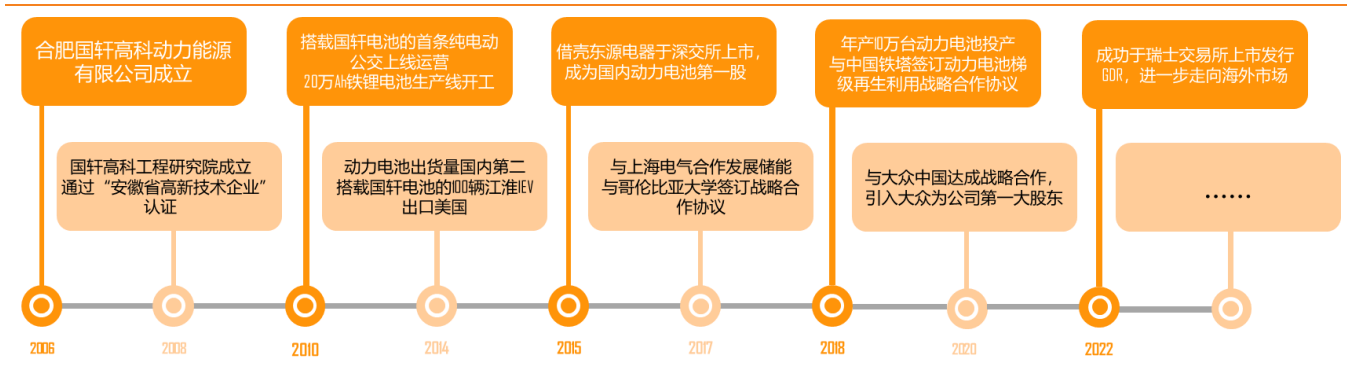 合肥国轩高科动力能源
有限公司成立
搭载国轩电池的首条纯电动
公交上线运营
20万Ah铁锂电池生产线开工
借壳东源电器于深交所上市，
成为国内动力电池第一股
年产10万台动力电池投产
与中国铁塔签订动力电池梯
级再生利用战略合作协议
成功于瑞士交易所上市发行
GDR，进一步走向海外市场
国轩高科工程研究院成立
通过“安徽省高新技术企业”
认证
动力电池出货量国内第二
搭载国轩电池的100辆江淮IEV
出口美国
与上海电气合作发展储能
与哥伦比亚大学签订战略合
作协议
与大众中国达成战略合作，
引入大众为公司第一大股东
......
2006
2008
2010
2014
2015
2017
2018
2020
2022